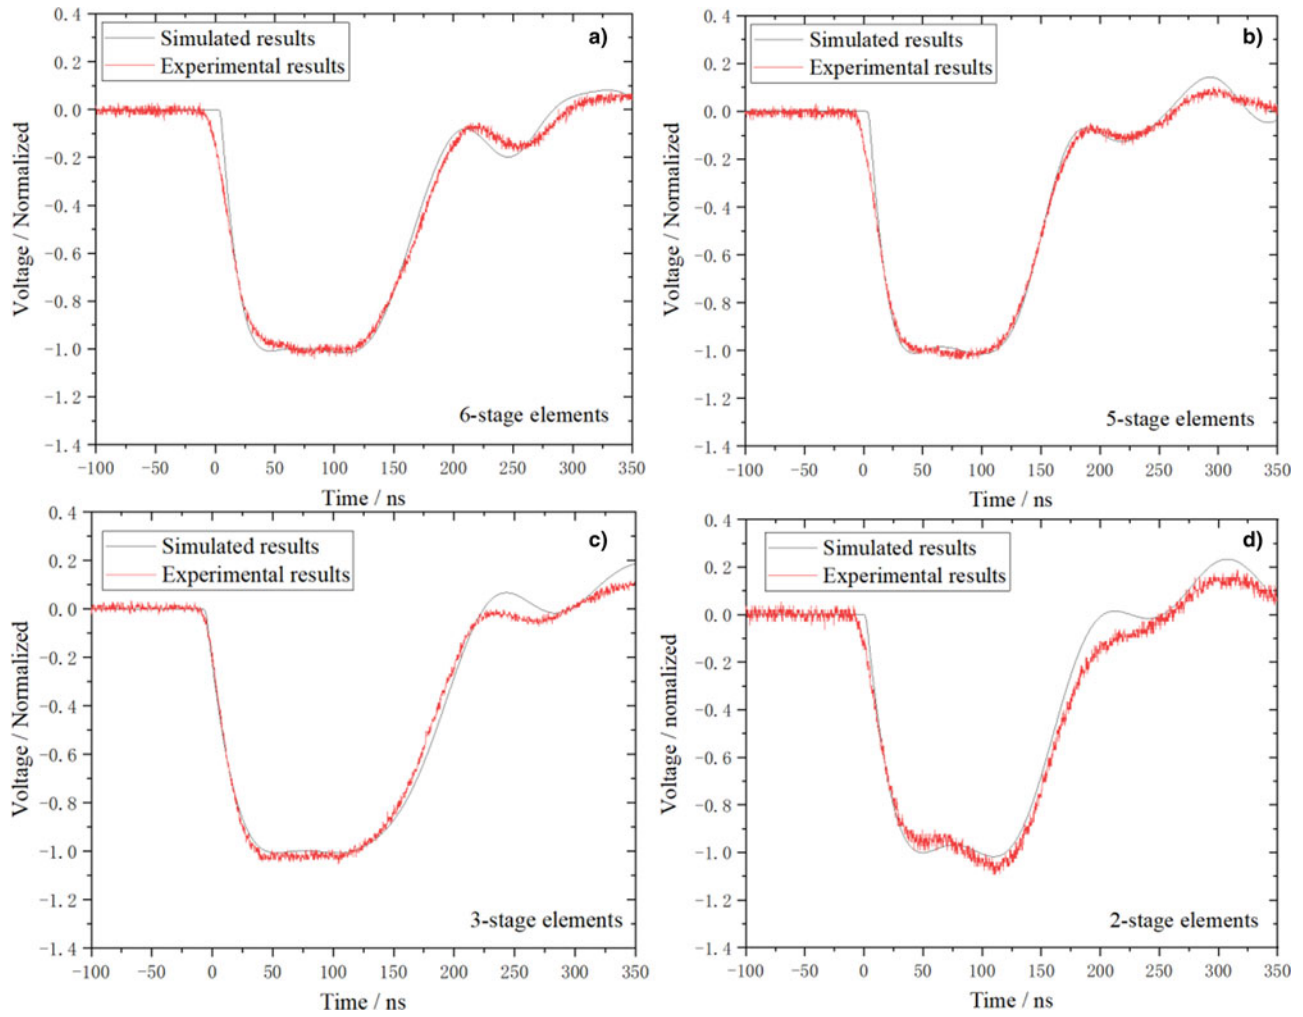 a)
Simulated results
Experimental results
0.4
0.2
0.0
-0.2
-0.4
-0.6
-0.8
-1.0
-1.2
-1.4
Voltage / Normalized
6-stage elements
-100 -50 0 50 100 150 200 250 300 350
Time / ns
b)
Simulated results
Experimental results
0.4
0.2
0.0
-0.2
-0.4
-0.6
-0.8
-1.0
-1.2
-1.4
Voltage / Normalized
5-stage elements
-100 -50 0 50 100 150 200 250 300 350
Time / ns
c)
Simulated results
Experimental results
0.4
0.2
0.0
-0.2
-0.4
-0.6
-0.8
-1.0
-1.2
-1.4
Voltage / Normalized
3-stage elements
-100 -50 0 50 100 150 200 250 300 350
Time / ns
d)
Simulated results
Experimental results
0.4
0.2
0.0
-0.2
-0.4
-0.6
-0.8
-1.0
-1.2
-1.4
Voltage / nomalized
2-stage elements
-100 -50 0 50 100 150 200 250 300 350
Time / ns